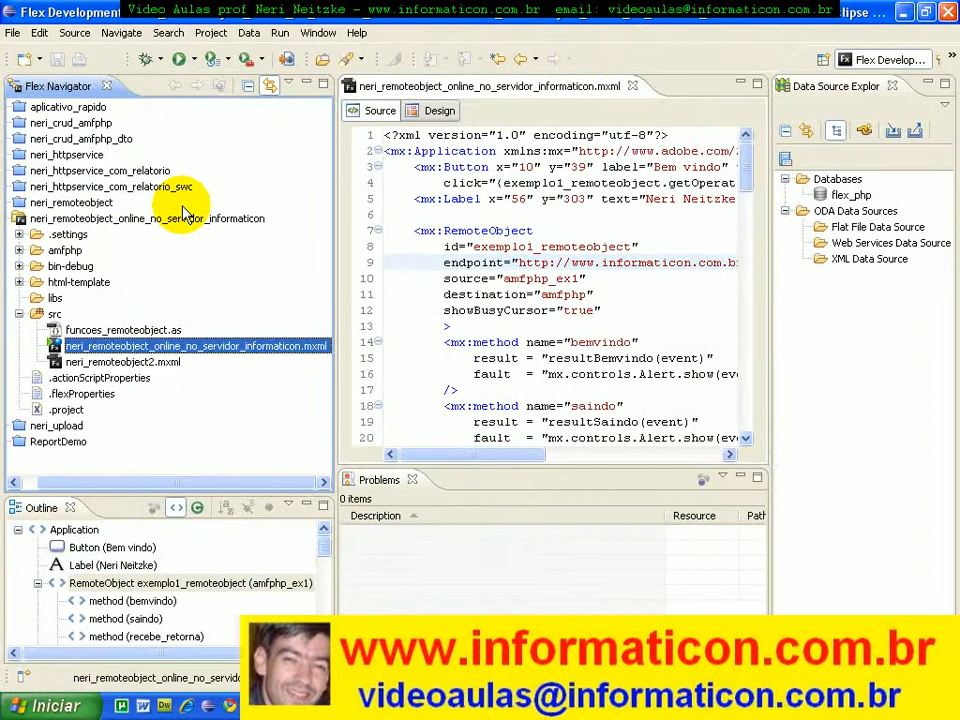 Flex Development
Video Aulas prof Neri Neitzke - www.informaticon.com.br  email: videoaulas@informaticon.com.br
clipse ...
File Edit Source Navigate Search Project Data Run Window Help
Flex Develop...
Flex Navigator
aplicativo_rapido
neri_crud_amfphp
neri_crud_amfphp_dto
neri_httpservice
neri_httpservice_com_relatorio
neri_httpservice_com_relatorio_swc
neri_remoteobject
neri_remoteobject_online_no_servidor_informaticon
.settings
amfphp
bin-debug
html-template
libs
src
funcoes_remoteobject.as
neri_remoteobject_online_no_servidor_informaticon.mxml
neri_remoteobject2.mxml
.actionScriptProperties
.flexProperties
.project
neri_upload
ReportDemo
neri_remoteobject_online_no_servidor_informaticon.mxml
Source Design
1 <?xml version="1.0" encoding="utf-8"?>
2 <mx:Application xmlns:mx="http://www.adobe.com/
3 <mx:Button x="10" y="39" label="Bem vindo"
4 click="{exemplo1_remoteobject.getOperat
5 <mx:Label x="56" y="303" text="Neri Neitzke
6
7 <mx:RemoteObject
8 id="exemplo1_remoteobject"
9 endpoint="http://www.informaticon.com.b
10 source="amfphp_ex1"
11 destination="amfphp"
12 showBusyCursor="true"
13 >
14 <mx:method name="bemvindo"
15 result = "resultBemvindo(event)"
16 fault  = "mx.controls.Alert.show(e
17 />
18 <mx:method name="saindo"
19 result = "resultSaindo(event)"
20 fault  = "mx.controls.Alert.show(e
Data Source Explor
Databases
flex_php
ODA Data Sources
Flat File Data Source
Web Services Data Source
XML Data Source
Outline
Application
Button (Bem vindo)
Label (Neri Neitzke)
RemoteObject exemplo1_remoteobject (amfphp_ex1)
method (bemvindo)
method (saindo)
method (recebe_retorna)
Problems
0 items
Description Resource Path
neri_remoteobject_online_no_servido
www.informaticon.com.br
videoaulas@informaticon.com.br
Iniciar